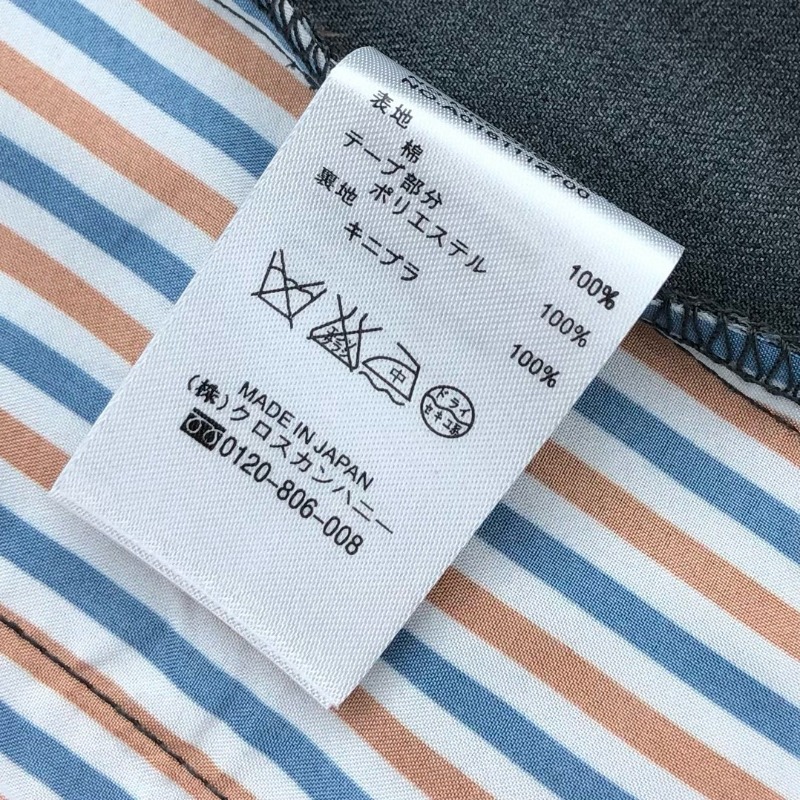 表地
棉 100%
テープ部分
ポリエステル 100%
裏地
キニプラ 100%
中
ドライ
セキユ系
MADE IN JAPAN
(株)クロスカンパニー
0120-806-008